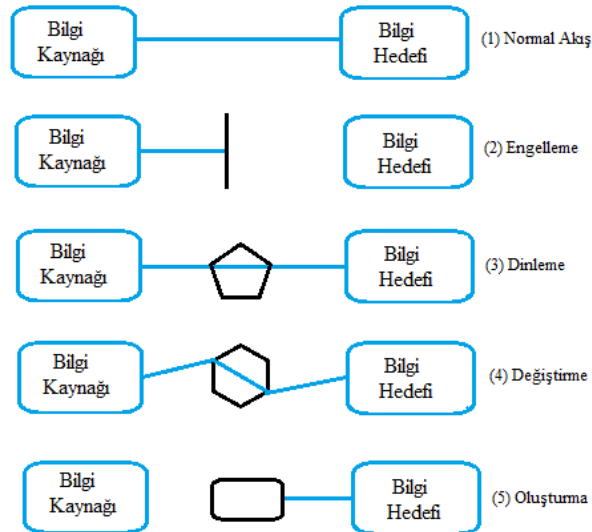 Bilgi
Kaynağı
Bilgi
Hedefi
(1) Normal Akış
Bilgi
Kaynağı
Bilgi
Hedefi
(2) Engelleme
Bilgi
Kaynağı
Bilgi
Hedefi
(3) Dinleme
Bilgi
Kaynağı
Bilgi
Hedefi
(4) Değiştirme
Bilgi
Kaynağı
Bilgi
Hedefi
(5) Oluşturma